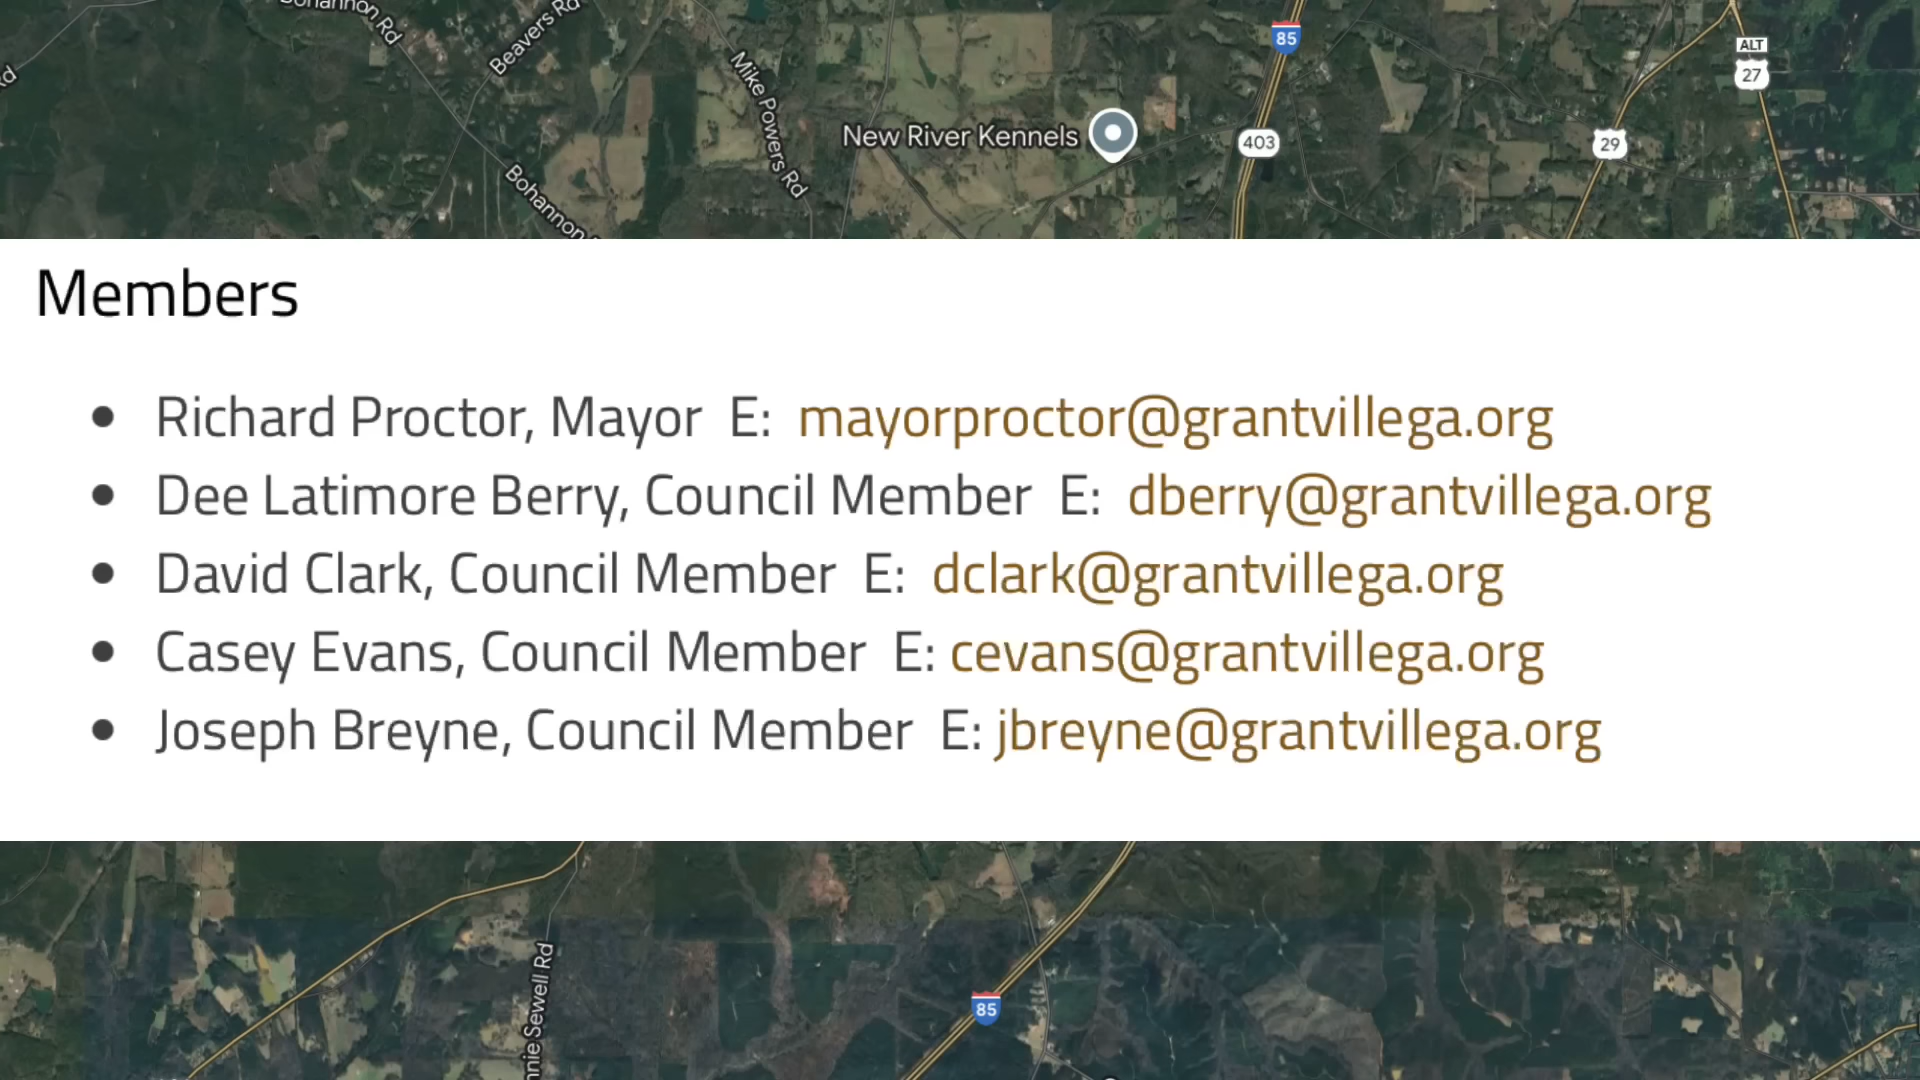 Bohannon Rd
Beavers Rd
Rd
Mike Powers Rd
85
ALT
27
New River Kennels
403
29
Bohannon
Members
• Richard Proctor, Mayor E: mayorproctor@grantvillega.org
• Dee Latimore Berry, Council Member E: dberry@grantvillega.org
• David Clark, Council Member E: dclark@grantvillega.org
• Casey Evans, Council Member E: cevans@grantvillega.org
• Joseph Breyne, Council Member E: jbreyne@grantvillega.org
Sewell Rd
85